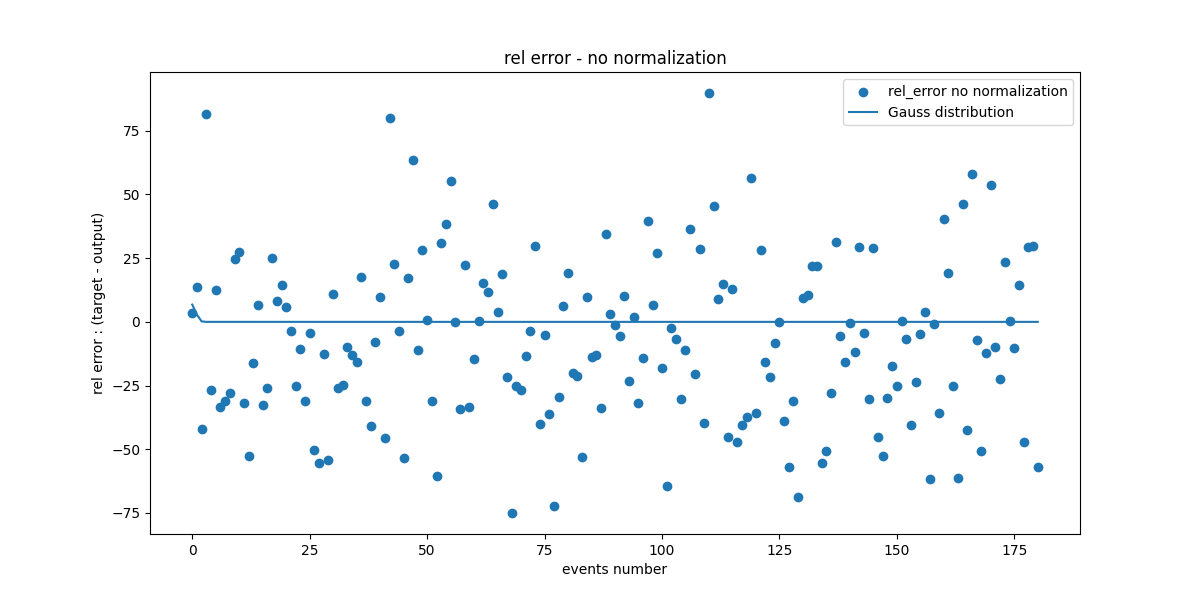 rel error - no normalization
rel_error no normalization
Gauss distribution
rel error : (target - output)
75
50
25
0
−25
−50
−75
0 25 50 75 100 125 150 175
events number